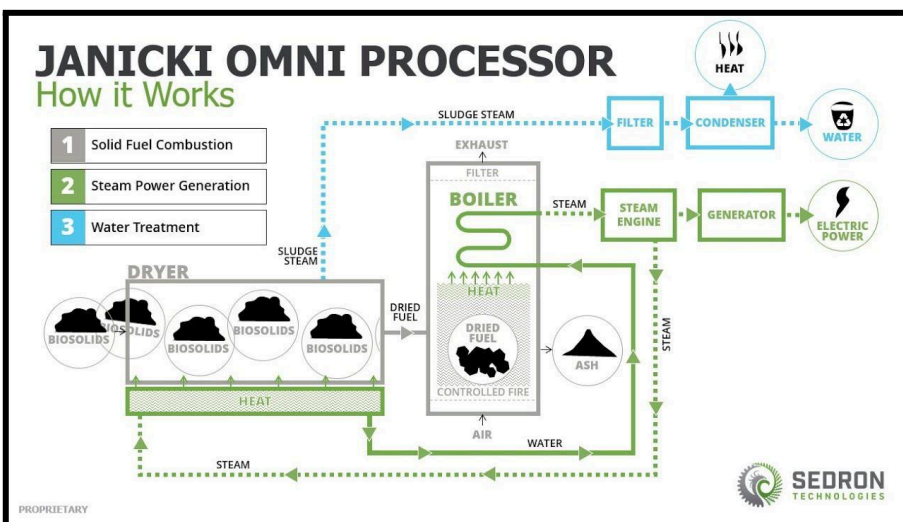 JANICKI OMNI PROCESSOR
How it Works
1 Solid Fuel Combustion
2 Steam Power Generation
3 Water Treatment
HEAT
SLUDGE STEAM
FILTER
CONDENSER
WATER
EXHAUST
FILTER
BOILER
STEAM
STEAM
ENGINE
GENERATOR
ELECTRIC
POWER
SLUDGE
STEAM
DRYER
BIOSOLIDS
BIOSOLIDS
BIOSOLIDS
BIOSOLIDS
BIOSOLIDS
DRIED
FUEL
HEAT
DRIED
FUEL
CONTROLLED FIRE
ASH
STEAM
HEAT
AIR
WATER
STEAM
SEDRON
TECHNOLOGIES
PROPRIETARY